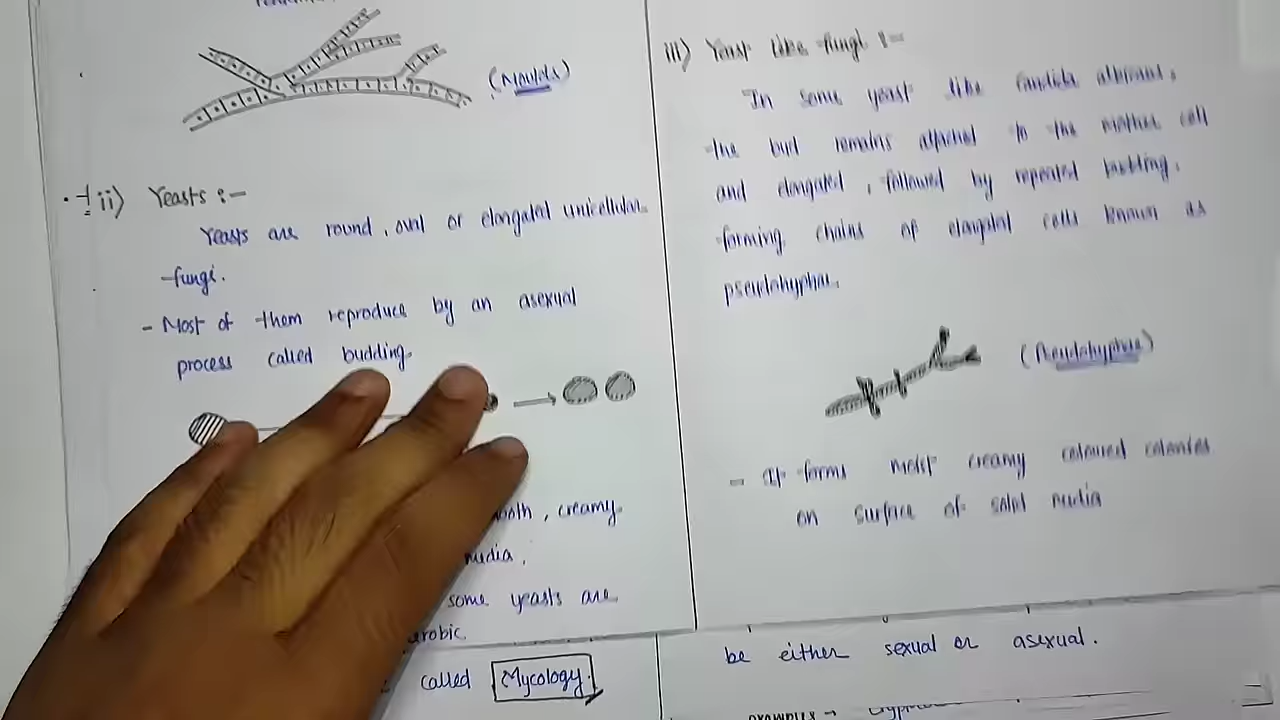 (Moulds)
ii) Yeasts :-
Yeasts are round, oval or elongated unicellular
fungi.
- Most of them reproduce by an asexual
process called budding.
, creamy
media,
some yeasts are
called Mycology
iii) Yeast like fungi :-
In some yeast like candida albicans,
the bud remains attached to the mother cell
and elongated, followed by repeated budding,
forming chains of elongated cells known as
pseudohyphae.
(Pseudohyphae)
- It forms moist creamy coloured colonies
on surface of solid media
be either sexual or asexual.